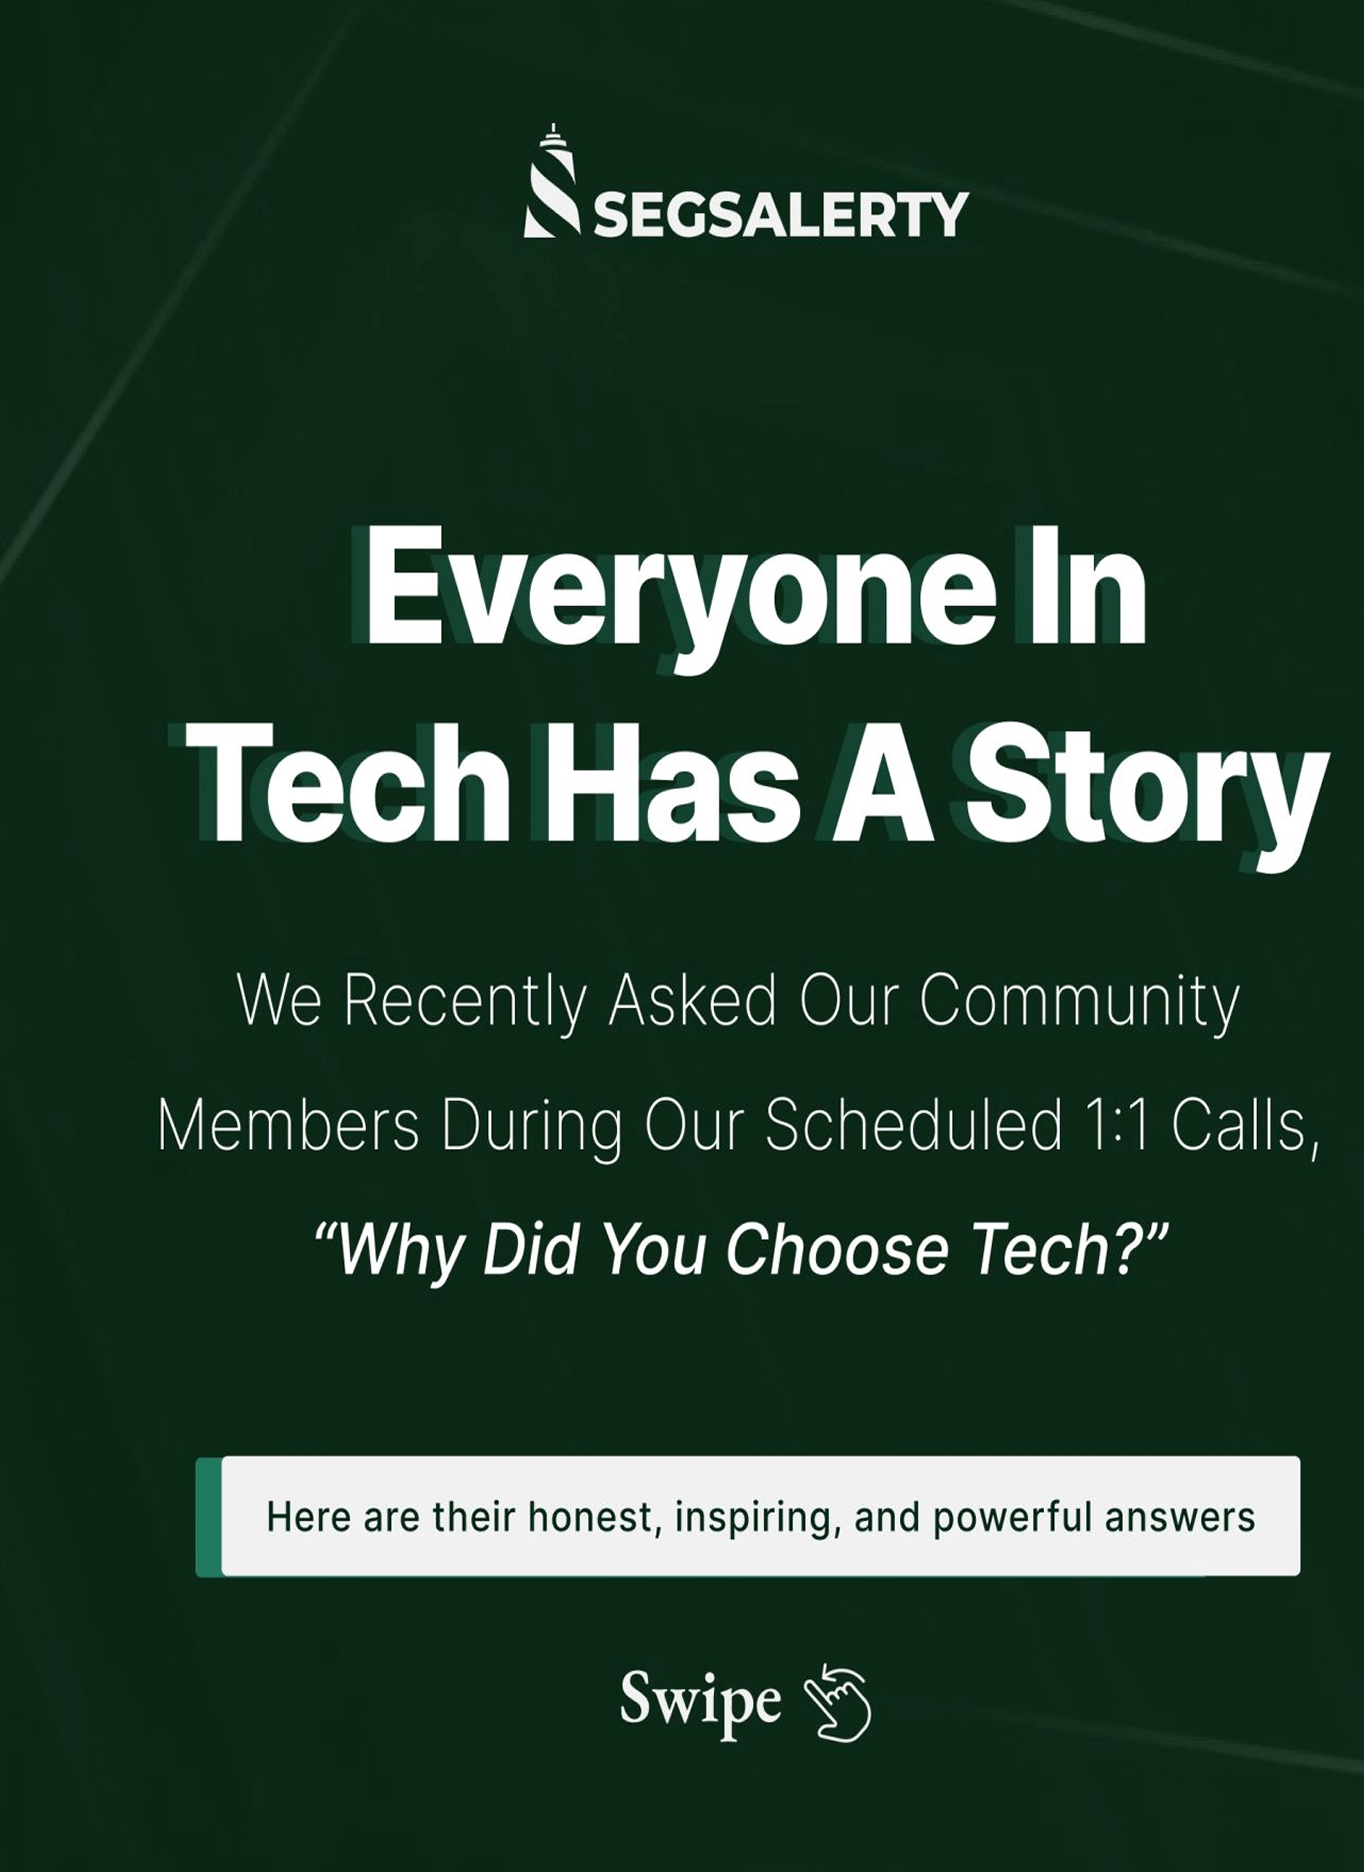 SEGSALERTY
Everyone In
Tech Has A Story
We Recently Asked Our Community
Members During Our Scheduled 1:1 Calls,
“Why Did You Choose Tech?”
Here are their honest, inspiring, and powerful answers
Swipe